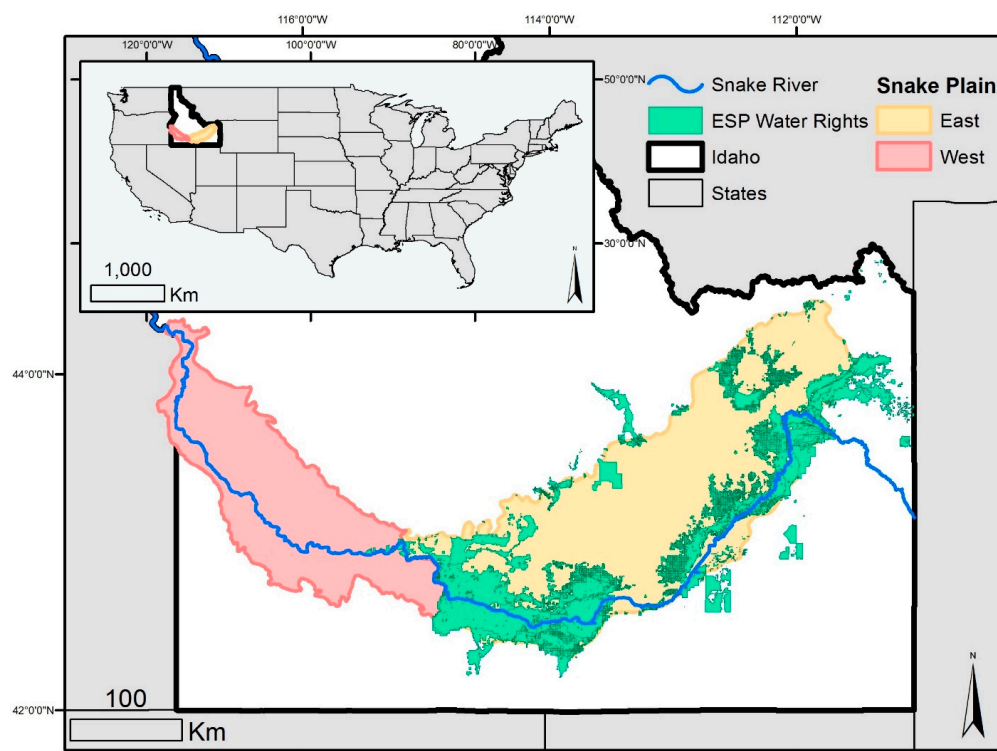 116°0'0"W
114°0'0"W
112°0'0"W
120°0'0"W
100°0'0"W
80°0'0"W
50°0'0"N
30°0'0"N
1,000
Km
N
Snake River
ESP Water Rights
Idaho
States
Snake Plain
East
West
44°0'0"N
42°0'0"N
100
Km
N